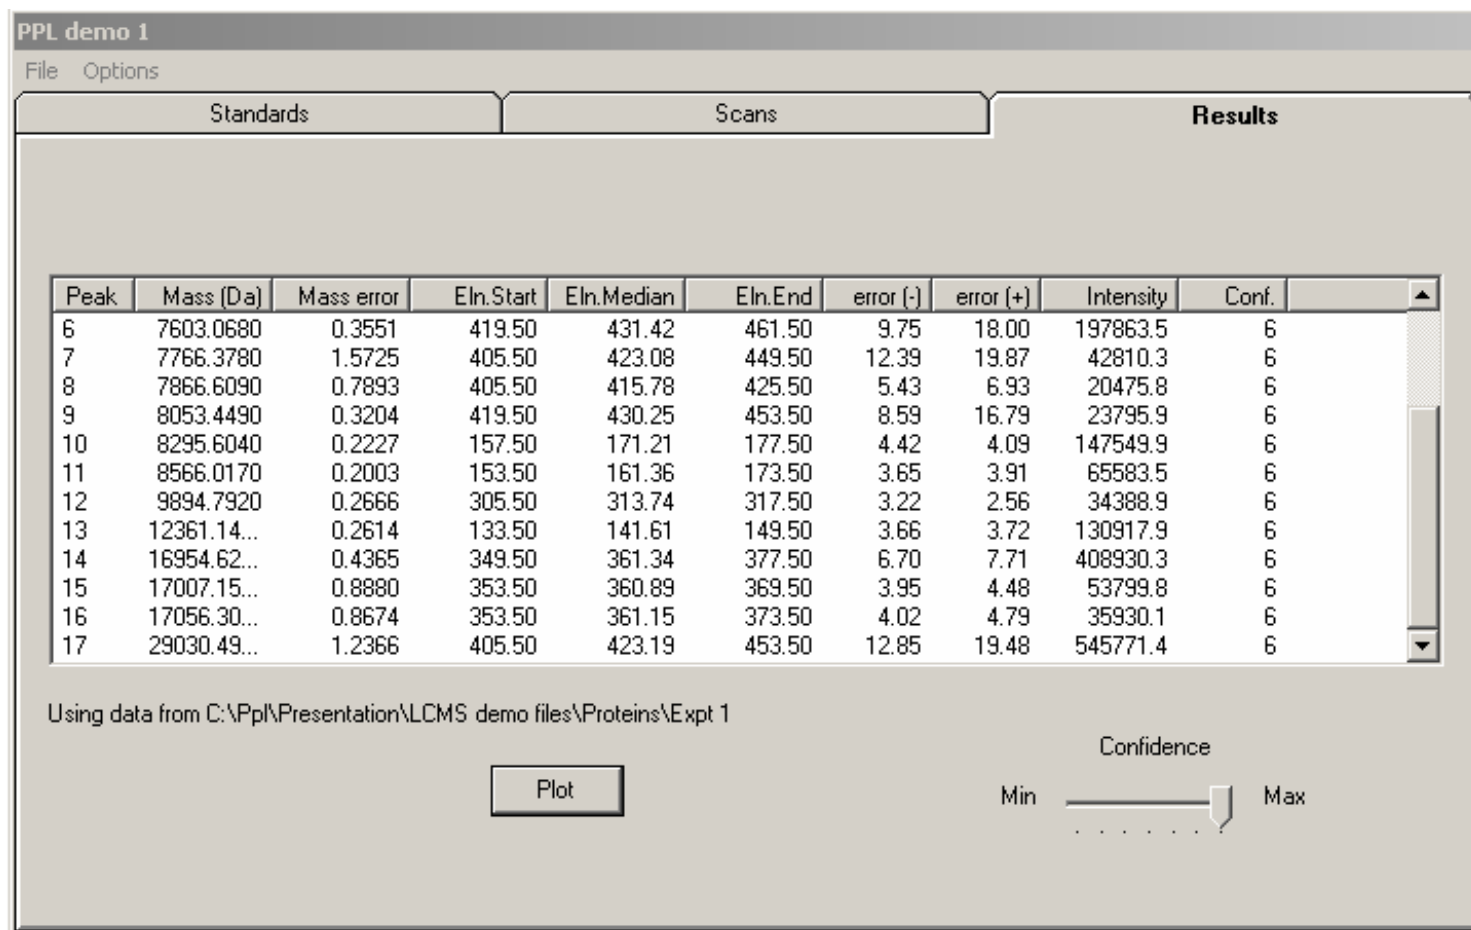 PPL demo 1
File Options
Standards Scans Results
Peak Mass (Da) Mass error Eln.Start Eln.Median Eln.End error (-) error (+) Intensity Conf.
6 7603.0680 0.3551 419.50 431.42 461.50 9.75 18.00 197863.5 6
7 7766.3780 1.5725 405.50 423.08 449.50 12.39 19.87 42810.3 6
8 7866.6090 0.7893 405.50 415.78 425.50 5.43 6.93 20475.8 6
9 8053.4490 0.3204 419.50 430.25 453.50 8.59 16.79 23795.9 6
10 8295.6040 0.2227 157.50 171.21 177.50 4.42 4.09 147549.9 6
11 8566.0170 0.2003 153.50 161.36 173.50 3.65 3.91 65583.5 6
12 9894.7920 0.2666 305.50 313.74 317.50 3.22 2.56 34388.9 6
13 12361.14... 0.2614 133.50 141.61 149.50 3.66 3.72 130917.9 6
14 16954.62... 0.4365 349.50 361.34 377.50 6.70 7.71 408930.3 6
15 17007.15... 0.8880 353.50 360.89 369.50 3.95 4.48 53799.8 6
16 17056.30... 0.8674 353.50 361.15 373.50 4.02 4.79 35930.1 6
17 29030.49... 1.2366 405.50 423.19 453.50 12.85 19.48 545771.4 6
Using data from C:\Ppl\Presentation\LCMS demo files\Proteins\Expt 1
Confidence
Plot Min Max